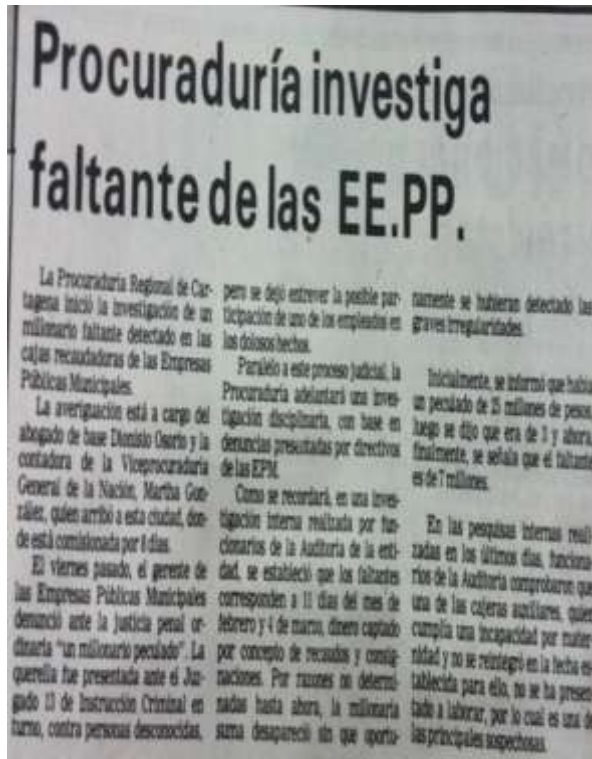 Procuraduría investiga
faltante de las EE.PP.
La Procuraduría Regional de Car-
tagena inició la investigación de un
millonario faltante detectado en las
cajas recaudadoras de las Empresas
Públicas Municipales.
La averiguación está a cargo del
abogado de base Dionisio Osorio y la
contadora de la Viceprocuraduría
General de la Nación, Martha Gon-
zález, quien arribó a esta ciudad, don-
de está comisionada por 8 días.
El viernes pasado, el gerente de
las Empresas Públicas Municipales
denunció ante la justicia penal or-
dinaria "un millonario peculado". La
querella fue presentada ante el Juz-
gado 13 de Instrucción Criminal en
turno, contra personas desconocidas,
pero se dejó entrever la posible par-
ticipación de uno de los empleados en
los dolosos hechos.
Paralelo a este proceso judicial, la
Procuraduría adelantará una inves-
tigación disciplinaria, con base en
denuncias presentadas por directivos
de las EPM.
Como se recordará, en una inves-
tigación interna realizada por fun-
cionarios de la Auditoría de la enti-
dad, se estableció que los faltantes
corresponden a 11 días del mes de
febrero y 4 de marzo, dinero captado
por concepto de recaudos y consig-
naciones. Por razones no determi-
nadas hasta ahora, la millonaria
suma desapareció sin que oportu-
namente se hubieran detectado las
graves irregularidades.
Inicialmente, se informó que había
un peculado de 15 millones de pesos,
luego se dijo que era de 3 y ahora,
finalmente, se señala que el faltante
es de 7 millones.
En las pesquisas internas reali-
zadas en los últimos días, funciona-
rios de la Auditoría comprobaron que
una de las cajeras auxiliares, quien
cumplía una incapacidad por mater-
nidad y no se reintegró en la fecha es-
tablecida para ello, no se ha presen-
tado a laborar, por lo cual es una de
las principales sospechosas.